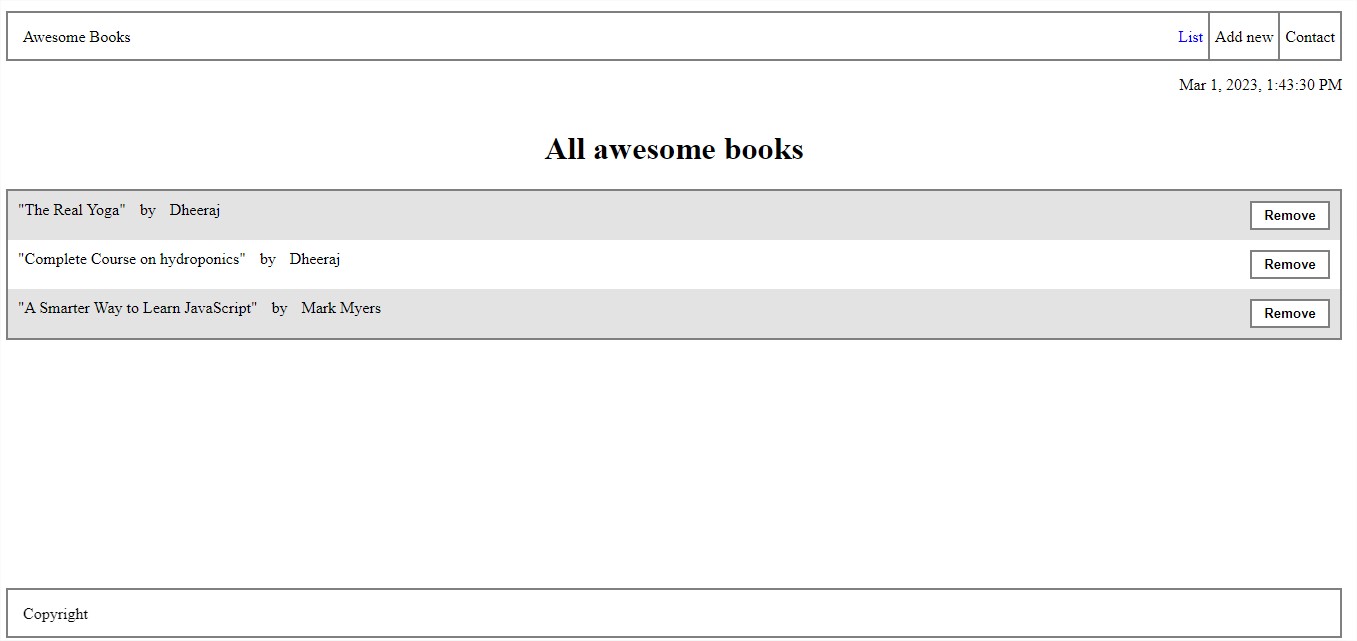 Awesome Books List Add new Contact
Mar 1, 2023, 1:43:30 PM
All awesome books
"The Real Yoga" by Dheeraj Remove
"Complete Course on hydroponics" by Dheeraj Remove
"A Smarter Way to Learn JavaScript" by Mark Myers Remove
Copyright